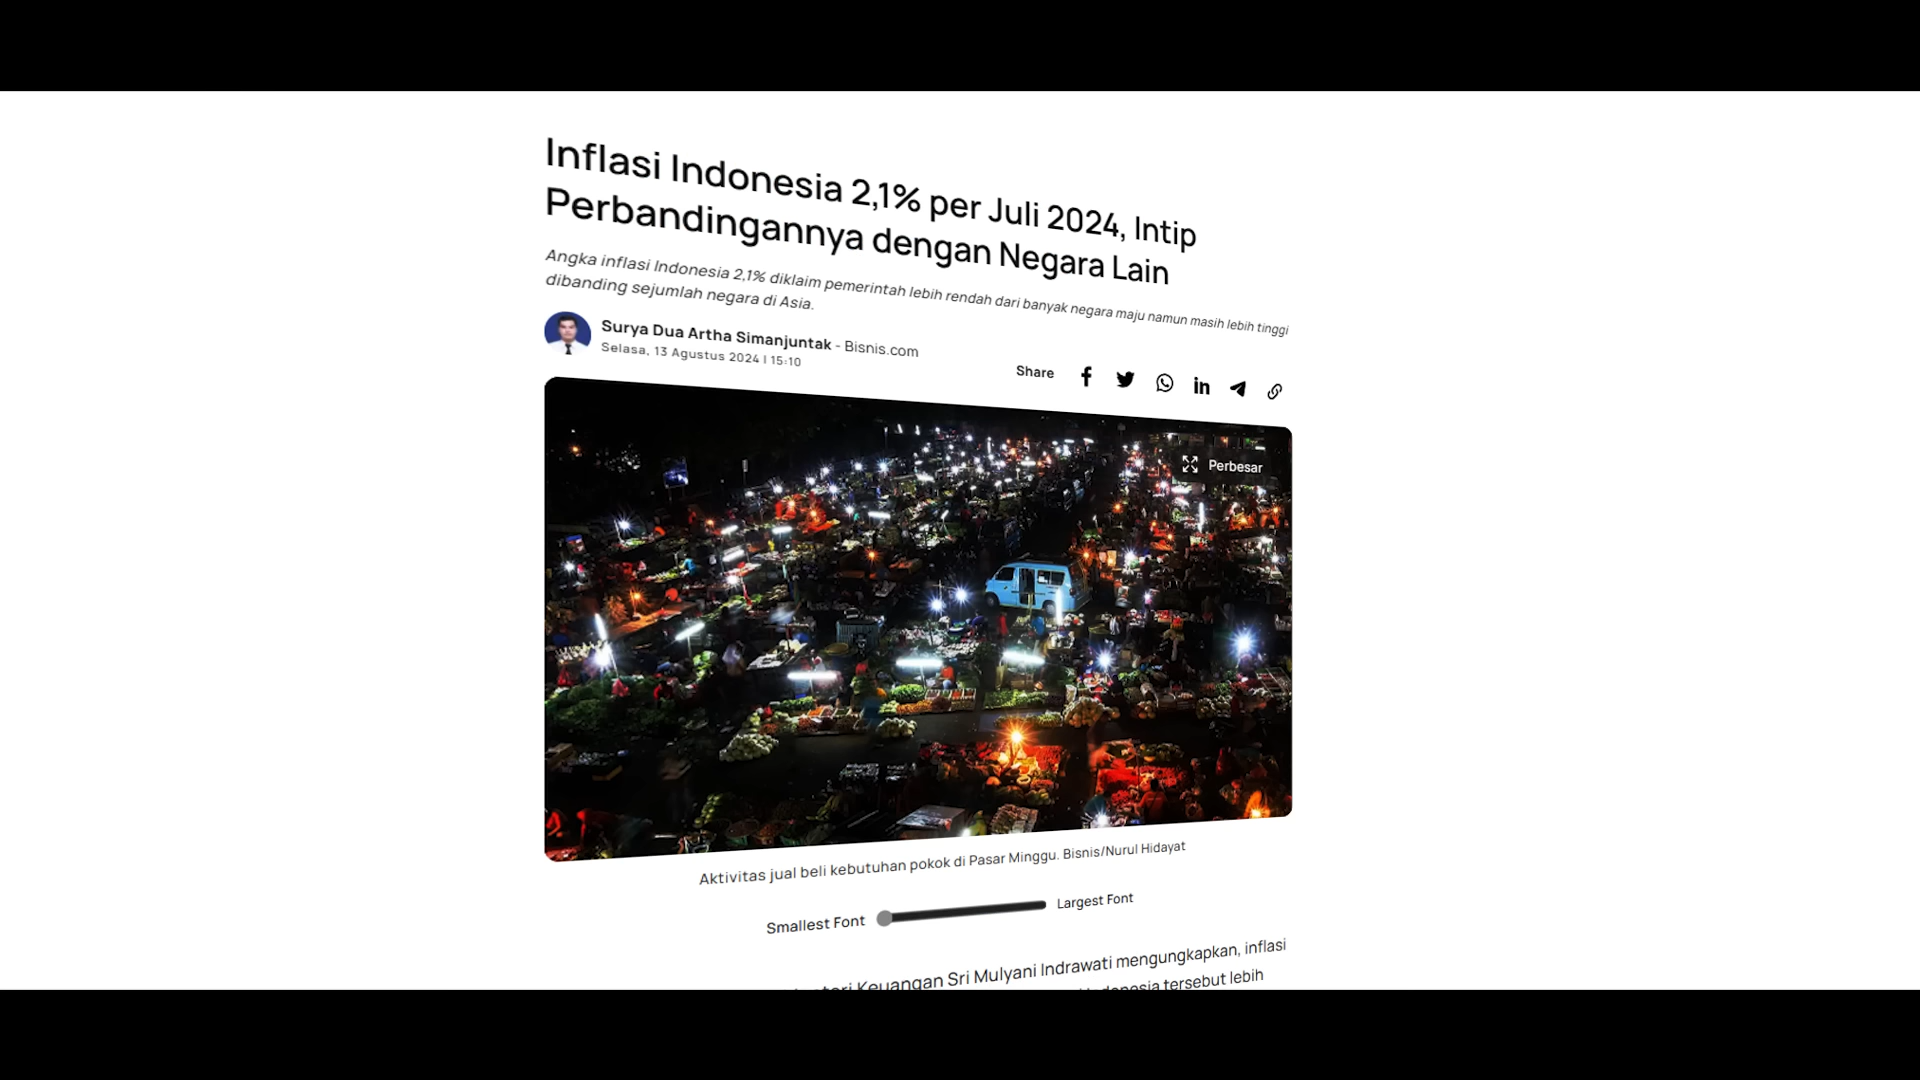 Inflasi Indonesia 2,1% per Juli 2024, Intip
Perbandingannya dengan Negara Lain
Angka inflasi Indonesia 2,1% diklaim pemerintah lebih rendah dari banyak negara maju namun masih lebih tinggi
dibanding sejumlah negara di Asia.
Surya Dua Artha Simanjuntak - Bisnis.com
Selasa, 13 Agustus 2024 | 15:10
Share
Perbesar
Aktivitas jual beli kebutuhan pokok di Pasar Minggu. Bisnis/Nurul Hidayat
Smallest Font
Largest Font
Keuangan Sri Mulyani Indrawati mengungkapkan, inflasi
tersebut lebih